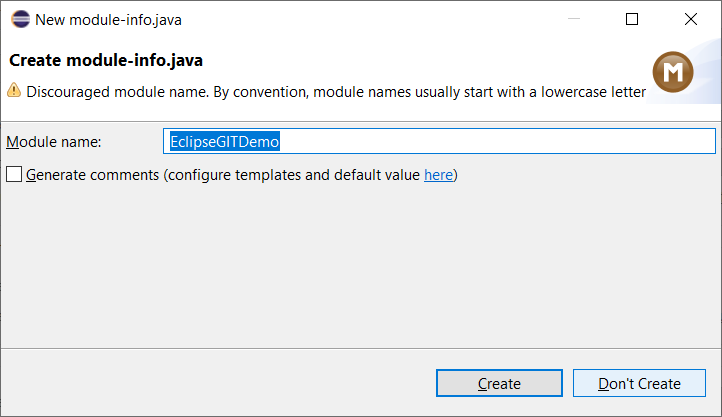 New module-info.java
Create module-info.java
Discouraged module name. By convention, module names usually start with a lowercase letter
M
Module name: EclipseGITDemo
Generate comments (configure templates and default value here)
Create Don't Create